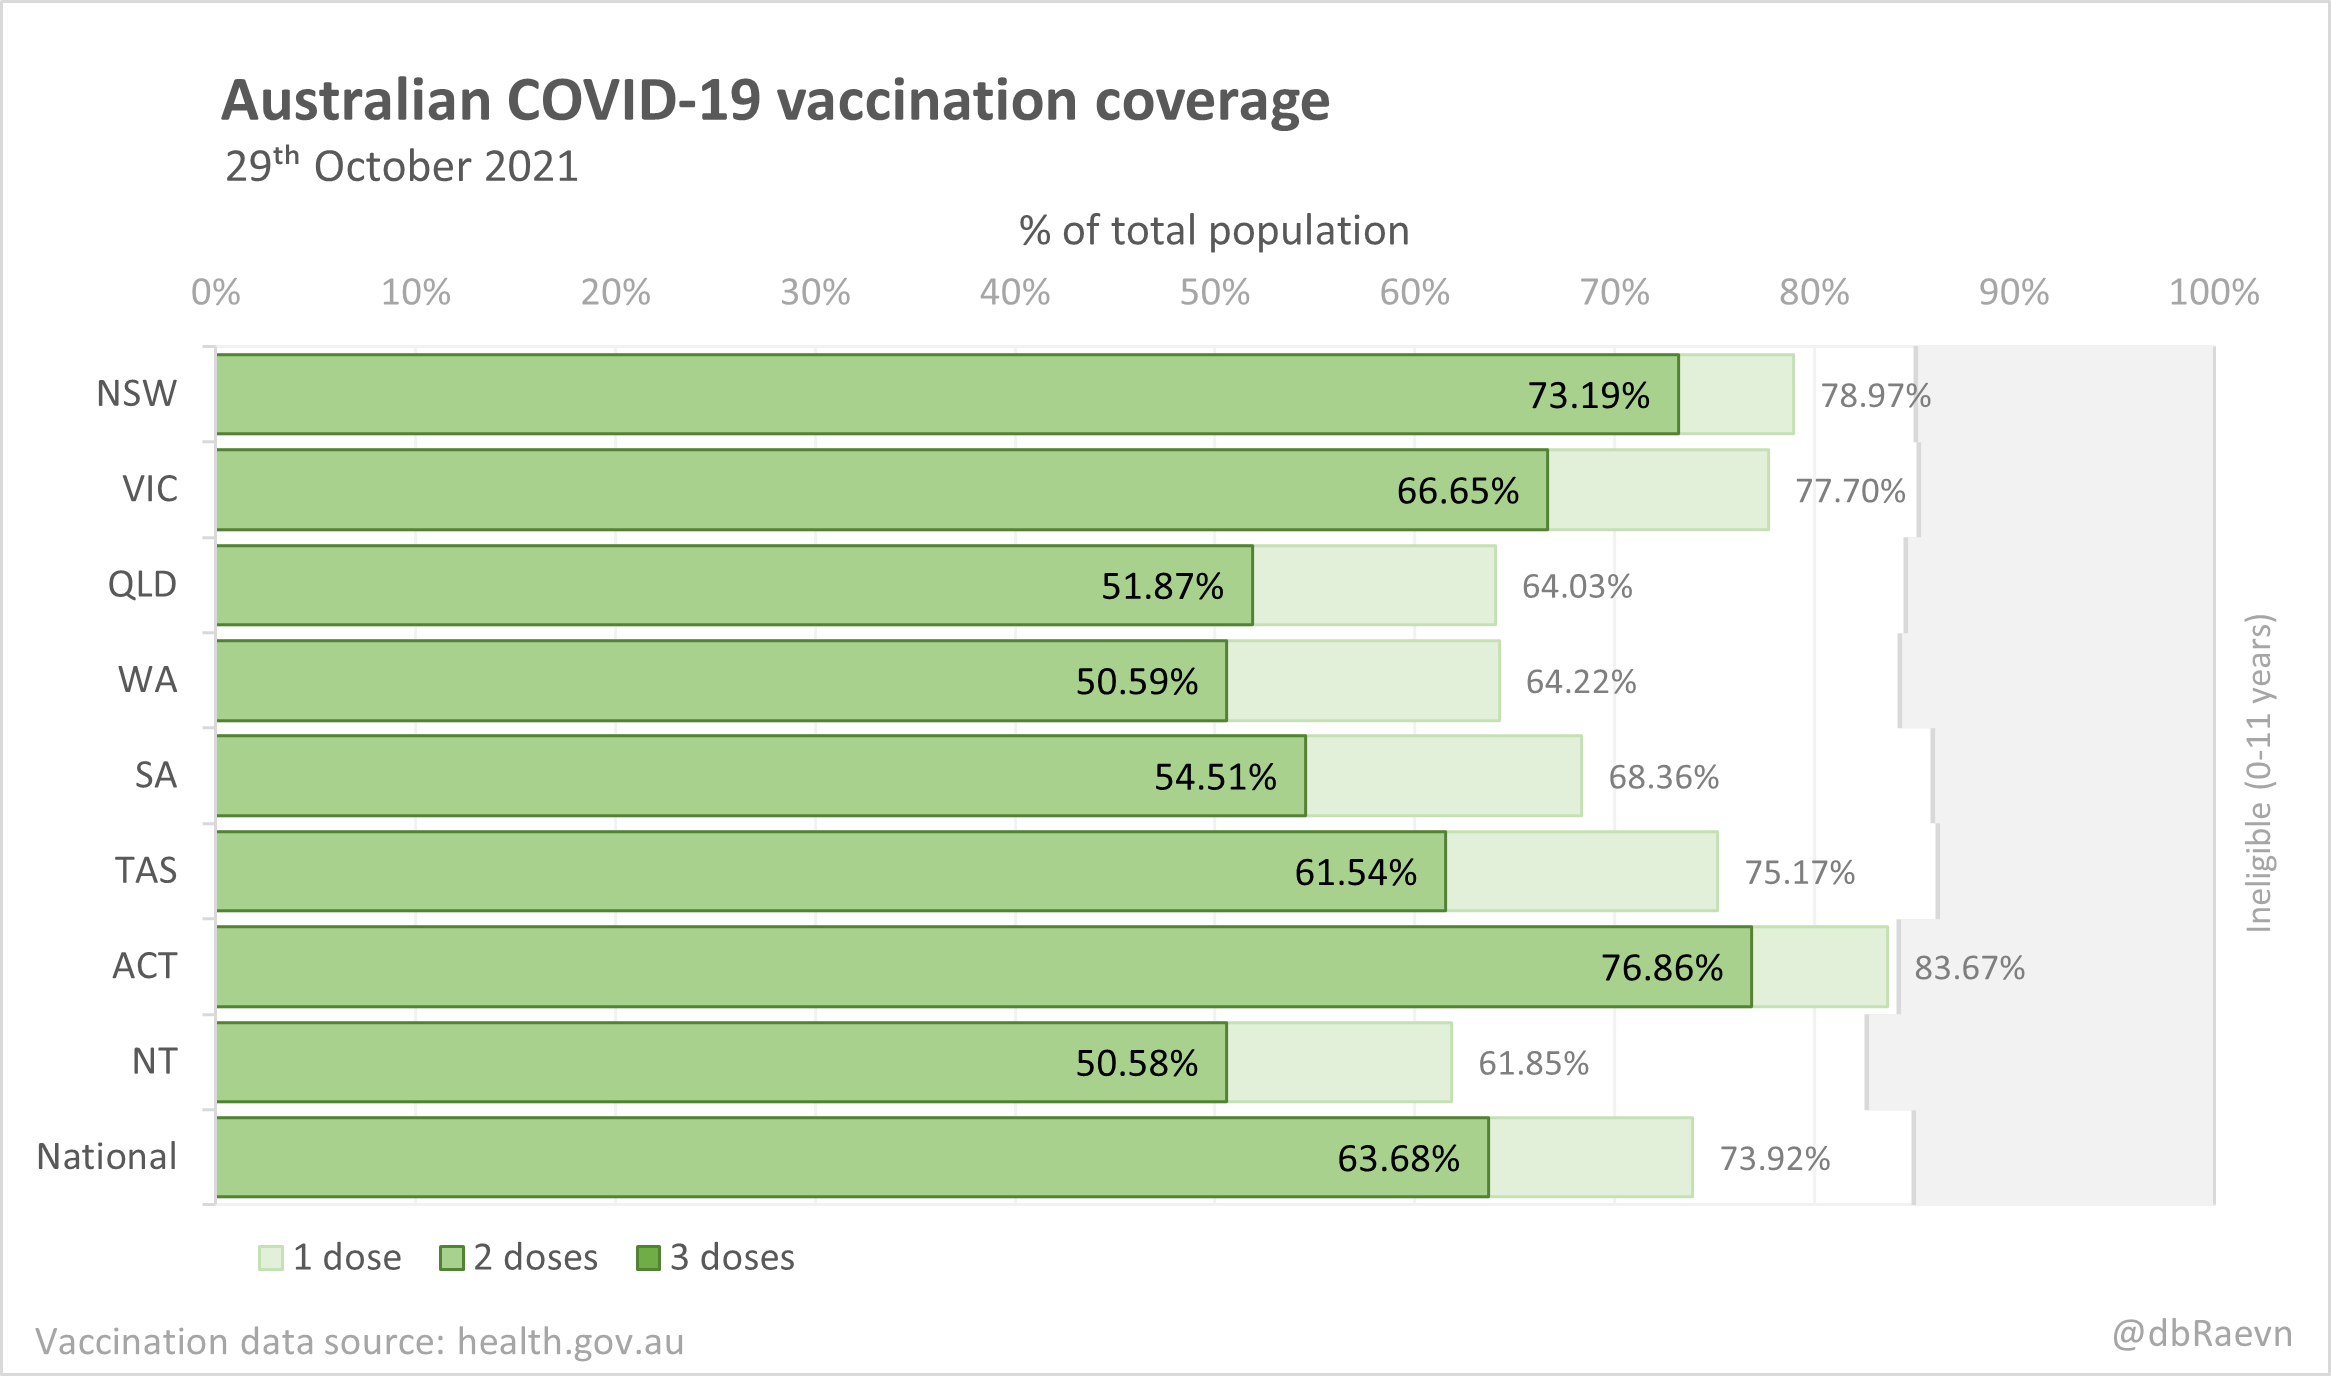 Australian COVID-19 vaccination coverage
29th October 2021
% of total population
0% 10% 20% 30% 40% 50% 60% 70% 80% 90% 100%
NSW 73.19% 78.97%
VIC 66.65% 77.70%
QLD 51.87% 64.03%
WA 50.59% 64.22%
SA 54.51% 68.36%
TAS 61.54% 75.17%
ACT 76.86% 83.67%
NT 50.58% 61.85%
National 63.68% 73.92%
Ineligible (0-11 years)
1 dose 2 doses 3 doses
Vaccination data source: health.gov.au
@dbRaevn